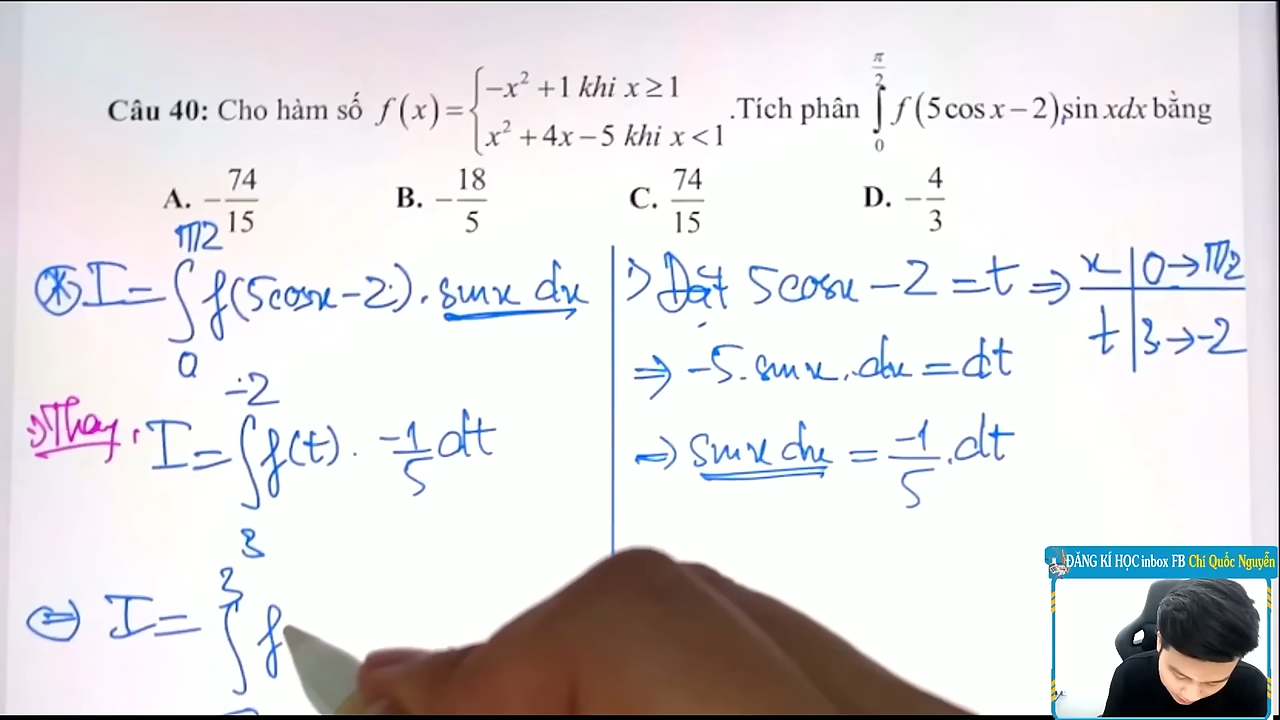 Câu 40: Cho hàm số f(x) = { -x² + 1 khi x ≥ 1
x² + 4x - 5 khi x < 1 .Tích phân ∫₀^(π/2) f(5cos x - 2)sin xdx bằng
A. -74/15 B. -18/5 C. 74/15 D. -4/3
⊛ I = ∫₀^(π/2) f(5cosx - 2) . sinx dx
÷) Thay: I = ∫₃^(-2) f(t) . -1/5 dt
⇔ I = ∫³ f
÷) Đặt 5cosx - 2 = t ⇒ x | 0 → π/2
t | 3 → -2
⇒ -5.sinx.dx = dt
⇔ sinx dx = -1/5 .dt
ĐĂNG KÍ HỌC inbox FB Chí Quốc Nguyễn